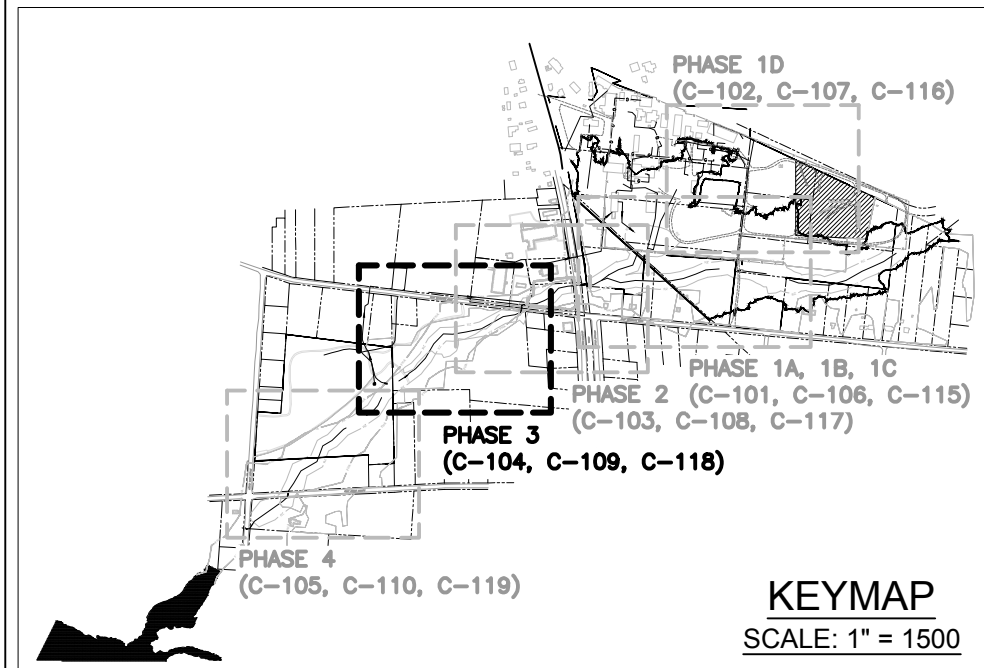 PHASE 1D
(C-102, C-107, C-116)
PHASE 1A, 1B, 1C
(C-101, C-106, C-115)
PHASE 2
(C-103, C-108, C-117)
PHASE 3
(C-104, C-109, C-118)
PHASE 4
(C-105, C-110, C-119)
KEYMAP
SCALE: 1" = 1500